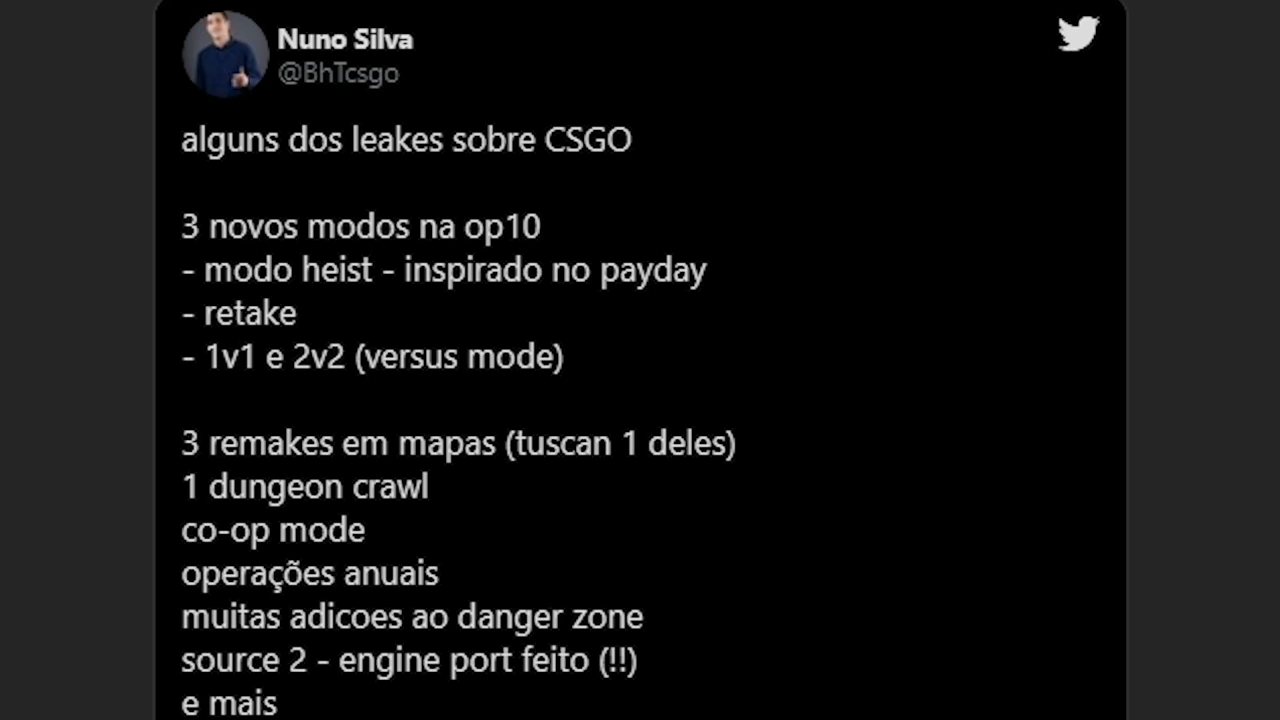 Nuno Silva
@BhTcsgo
alguns dos leakes sobre CSGO
3 novos modos na op10
- modo heist - inspirado no payday
- retake
- 1v1 e 2v2 (versus mode)
3 remakes em mapas (tuscan 1 deles)
1 dungeon crawl
co-op mode
operações anuais
muitas adicoes ao danger zone
source 2 - engine port feito (!!)
e mais